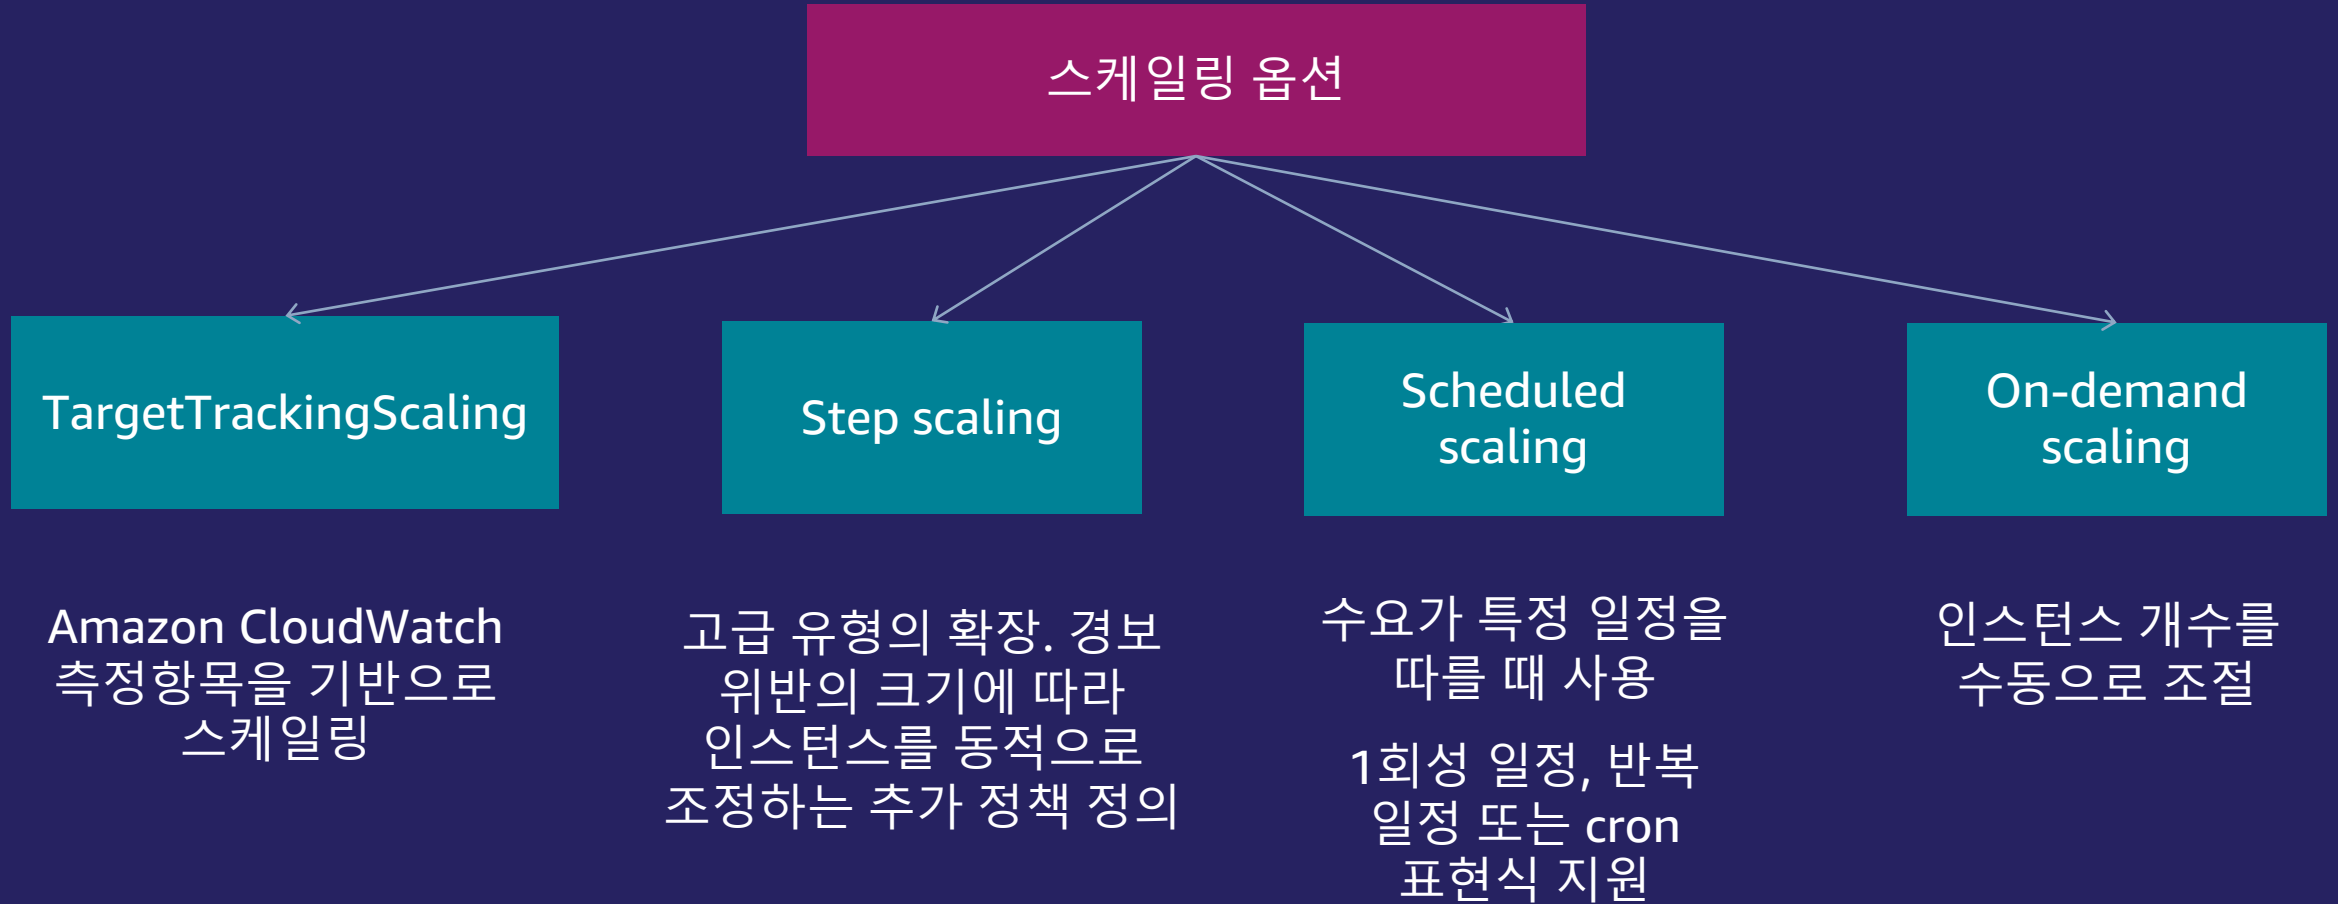 스케일링 옵션
TargetTrackingScaling
Step scaling
Scheduled
scaling
On-demand
scaling
Amazon CloudWatch
측정항목을 기반으로
스케일링
고급 유형의 확장. 경보
위반의 크기에 따라
인스턴스를 동적으로
조정하는 추가 정책 정의
수요가 특정 일정을
따를 때 사용
1회성 일정, 반복
일정 또는 cron
표현식 지원
인스턴스 개수를
수동으로 조절